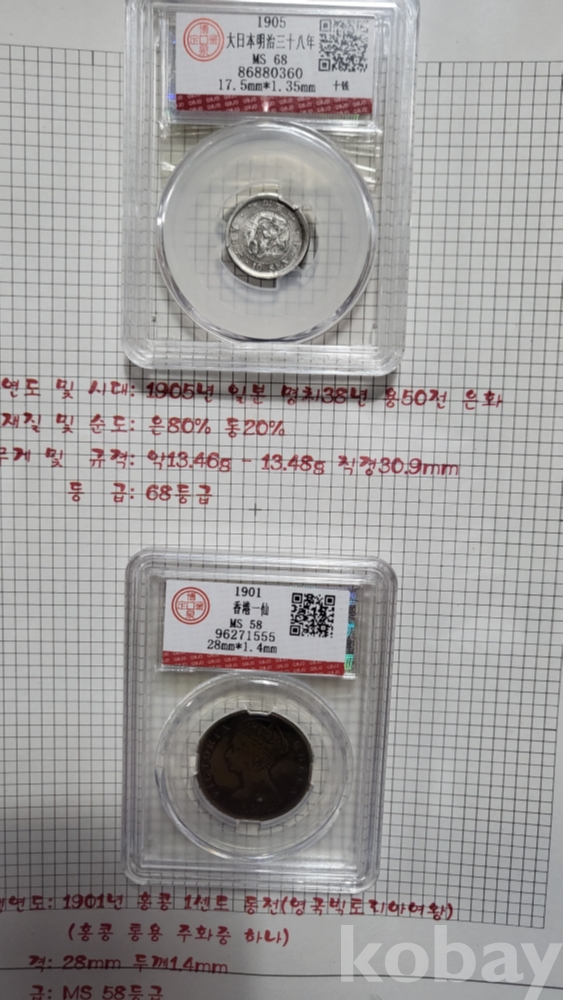 1905
大日本明治三十八年
MS 68
86880360
17.5mm*1.35mm 十钱
연도 및 시대: 1905년 일본 명치38년 용50전 은화
재질 및 순도: 은80% 동20%
무게 및 규격: 약13.46g - 13.48g 직경30.9mm
등 급: 68등급
1901
香港一仙
MS 58
96271555
28mm*1.4mm
연도: 1901년 홍콩 1센트 동전(영국빅토리아여왕)
(홍콩 통용 주화중 하나)
격: 28mm 두께1.4mm
급: MS 58등급
kobay